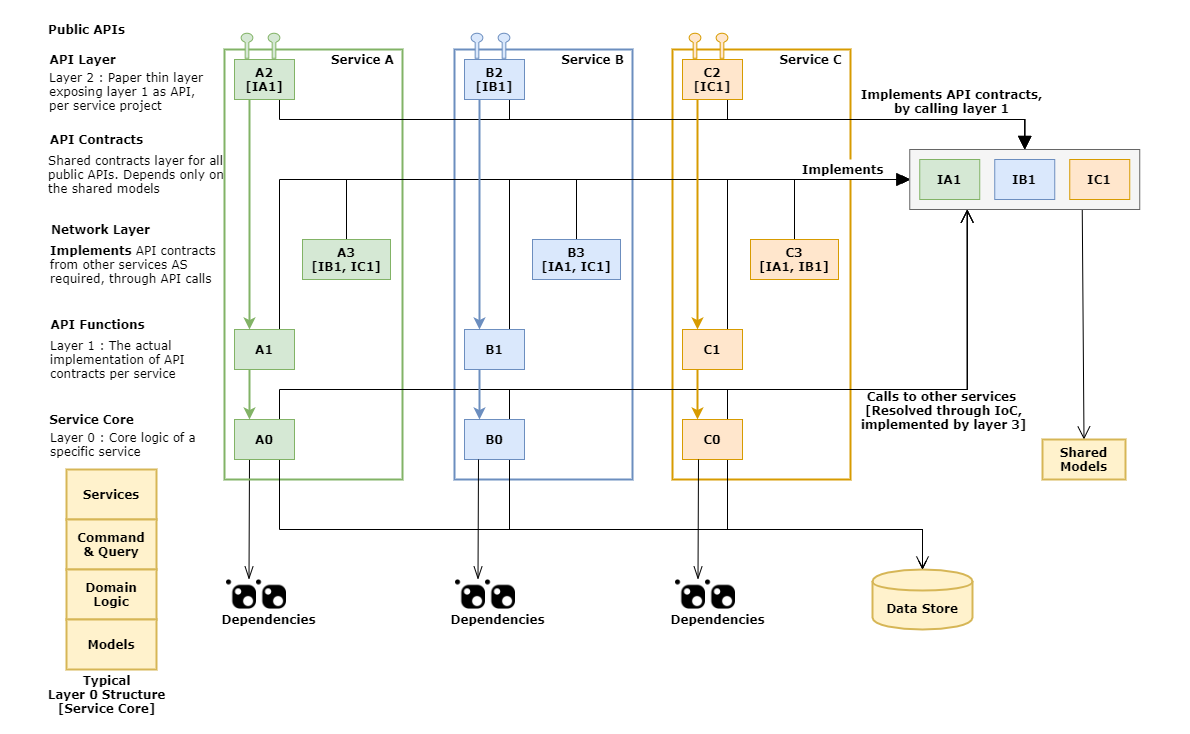 Public APIs
API Layer
Layer 2 : Paper thin layer
exposing layer 1 as API,
per service project
API Contracts
Shared contracts layer for all
public APIs. Depends only on
the shared models
Network Layer
Implements API contracts
from other services AS
required, through API calls
API Functions
Layer 1 : The actual
implementation of API
contracts per service
Service Core
Layer 0 : Core logic of a
specific service
Services
Command
& Query
Domain
Logic
Models
Typical
Layer 0 Structure
[Service Core]
Service A
A2
[IA1]
A3
[IB1, IC1]
A1
A0
Dependencies
Service B
B2
[IB1]
B3
[IA1, IC1]
B1
B0
Dependencies
Service C
C2
[IC1]
C3
[IA1, IB1]
C1
C0
Dependencies
Implements API contracts,
by calling layer 1
Implements
IA1
IB1
IC1
Calls to other services
[Resolved through IoC,
implemented by layer 3]
Shared
Models
Data Store